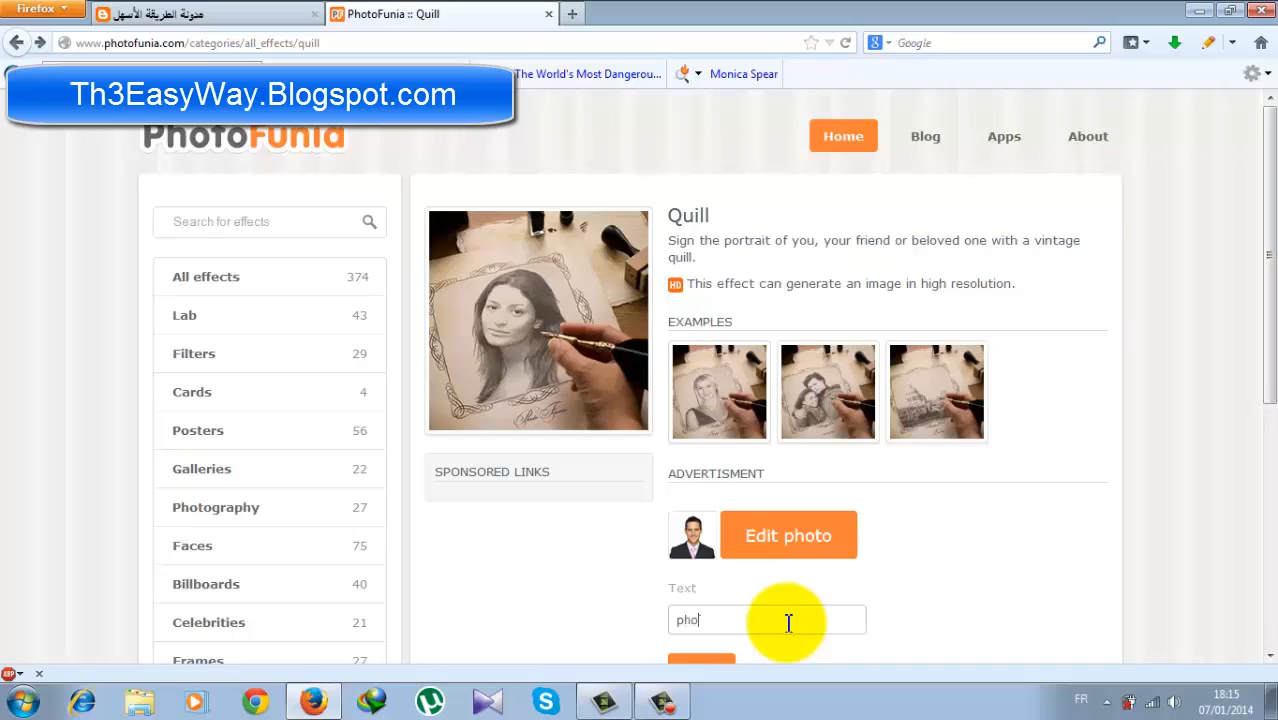 Firefox
مدونة الطريقة الأسهل
PhotoFunia :: Quill
www.photofunia.com/categories/all_effects/quill
Google
Th3EasyWay.Blogspot.com
The World's Most Dangerou...
Monica Spear
PhotoFunia
Home
Blog
Apps
About
Search for effects
All effects 374
Lab 43
Filters 29
Cards 4
Posters 56
Galleries 22
Photography 27
Faces 75
Billboards 40
Celebrities 21
Frames 27
Quill
Sign the portrait of you, your friend or beloved one with a vintage
quill.
HD This effect can generate an image in high resolution.
EXAMPLES
SPONSORED LINKS
ADVERTISMENT
Edit photo
Text
pho
ABP
FR
18:15
07/01/2014